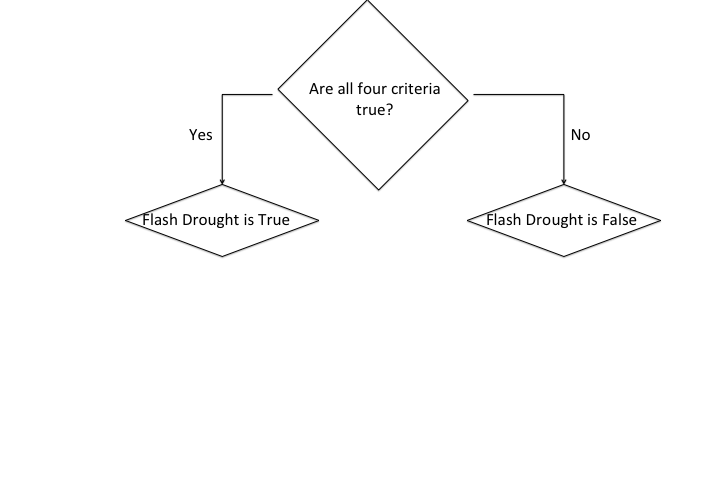 Are all four criteria
true?
Yes
No
Flash Drought is True
Flash Drought is False